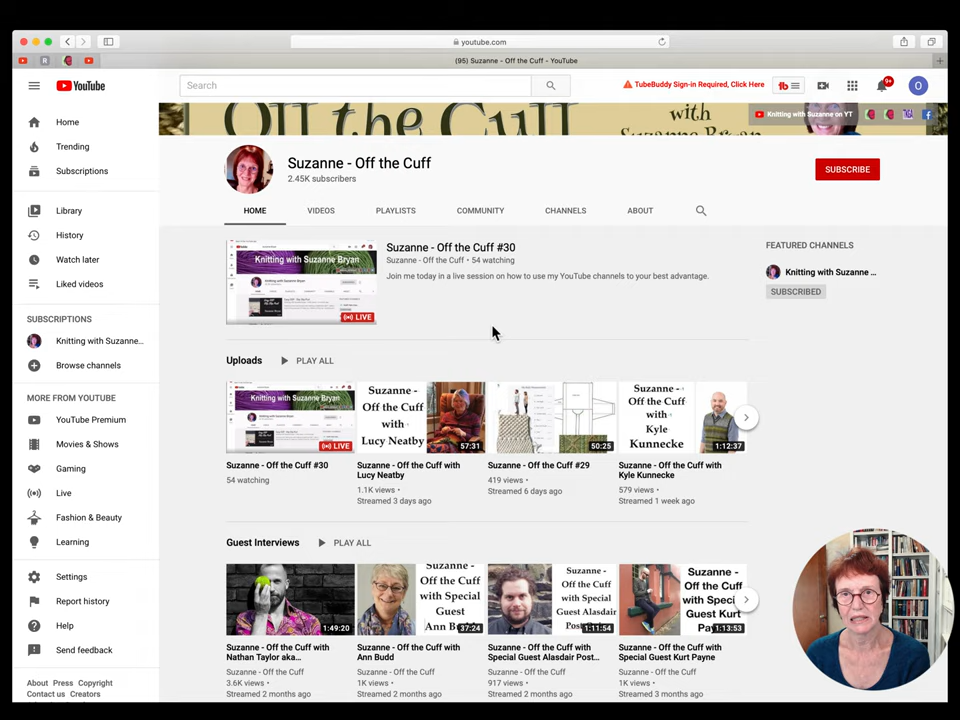 youtube.com
(95) Suzanne - Off the Cuff - YouTube
YouTube
Search
TubeBuddy Sign-in Required, Click Here
tb
9+
O
Off the Cuff
with
Suzanne Bryan
Knitting with Suzanne on YT
Suzanne - Off the Cuff
2.45K subscribers
SUBSCRIBE
HOME VIDEOS PLAYLISTS COMMUNITY CHANNELS ABOUT
Home
Trending
Subscriptions
Library
History
Watch later
Liked videos
SUBSCRIPTIONS
Knitting with Suzanne...
Browse channels
MORE FROM YOUTUBE
YouTube Premium
Movies & Shows
Gaming
Live
Fashion & Beauty
Learning
Settings
Report history
Help
Send feedback
About Press Copyright
Contact us Creators
Knitting with Suzanne Bryan
LIVE
Suzanne - Off the Cuff #30
Suzanne - Off the Cuff • 54 watching
Join me today in a live session on how to use my YouTube channels to your best advantage.
FEATURED CHANNELS
Knitting with Suzanne ...
SUBSCRIBED
Uploads PLAY ALL
Knitting with Suzanne Bryan
LIVE
Suzanne - Off the Cuff #30
54 watching
Suzanne -
Off the Cuff
with
Lucy Neatby
57:31
Suzanne - Off the Cuff with
Lucy Neatby
1.1K views •
Streamed 3 days ago
50:25
Suzanne - Off the Cuff #29
419 views •
Streamed 6 days ago
Suzanne -
Off the Cuff
with
Kyle
Kunnecke
1:12:37
Suzanne - Off the Cuff with
Kyle Kunnecke
579 views •
Streamed 1 week ago
Guest Interviews PLAY ALL
1:49:20
Suzanne - Off the Cuff with
Nathan Taylor aka...
Suzanne - Off the Cuff
3.6K views •
Streamed 2 months ago
Suzanne -
Off the Cuff
with Special
Guest
Ann
37:24
Suzanne - Off the Cuff with
Ann Budd
Suzanne - Off the Cuff
1K views •
Streamed 2 months ago
Suzanne -
Off the Cuff
with Special
Guest Alasdair
1:11:54
Suzanne - Off the Cuff with
Special Guest Alasdair Post...
Suzanne - Off the Cuff
917 views •
Streamed 2 months ago
Suzanne -
Off the Cuff
with Special
Guest Kurt
1:13:53
Suzanne - Off the Cuff with
Special Guest Kurt Payne
Suzanne - Off the Cuff
1K views •
Streamed 3 months ago